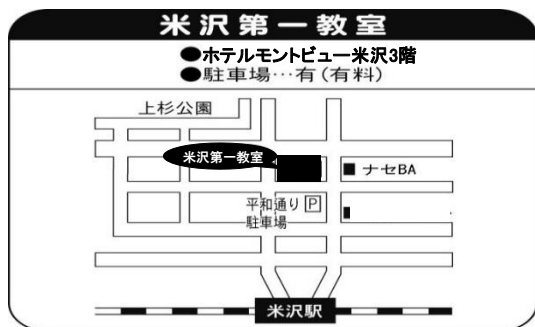 米沢第一教室
●ホテルモントビュー米沢3階
●駐車場…有(有料)
上杉公園
米沢第一教室
■ ナセBA
平和通り P
駐車場
米沢駅